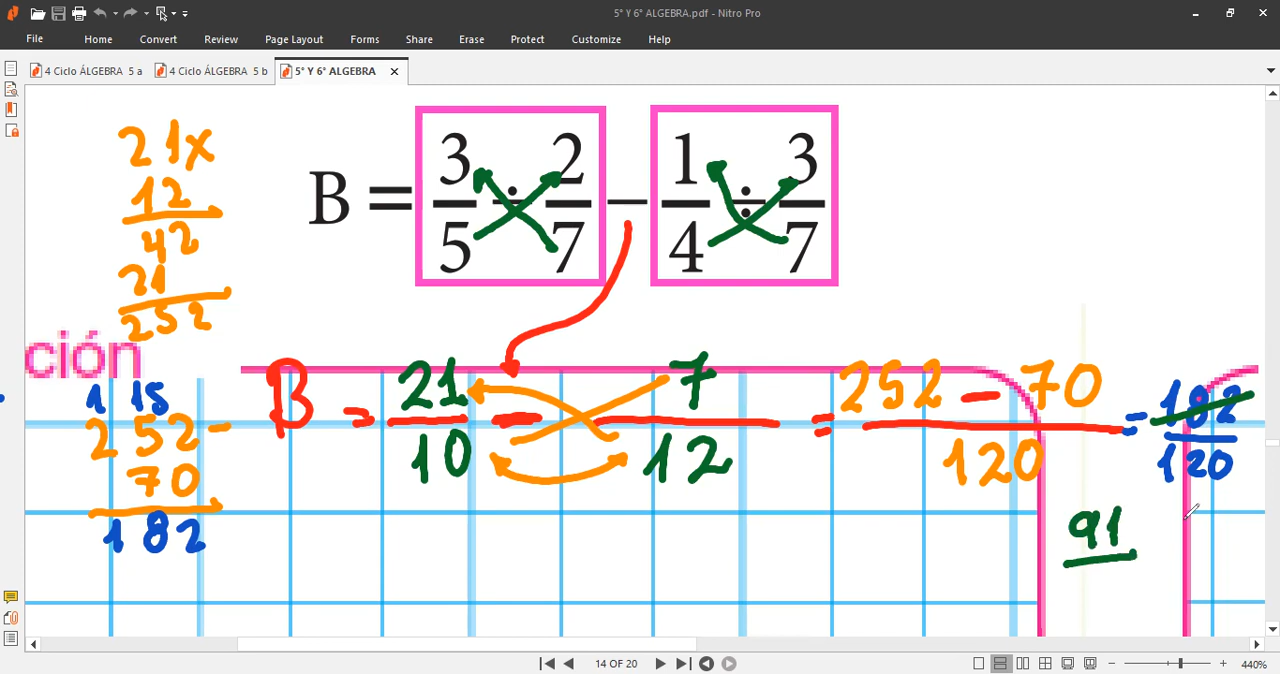 5° Y 6° ALGEBRA.pdf - Nitro Pro
File Home Convert Review Page Layout Forms Share Erase Protect Customize Help
4 Ciclo ÁLGEBRA 5 a
4 Ciclo ÁLGEBRA 5 b
5° Y 6° ALGEBRA
B = 3/5 ÷ 2/7 − 1/4 ÷ 3/7
21x
12
42
21
252
ción
1 15
252-
70
182
B = 21/10 - 7/12 = 252 - 70/120 = 182/120
91
14 OF 20
440%